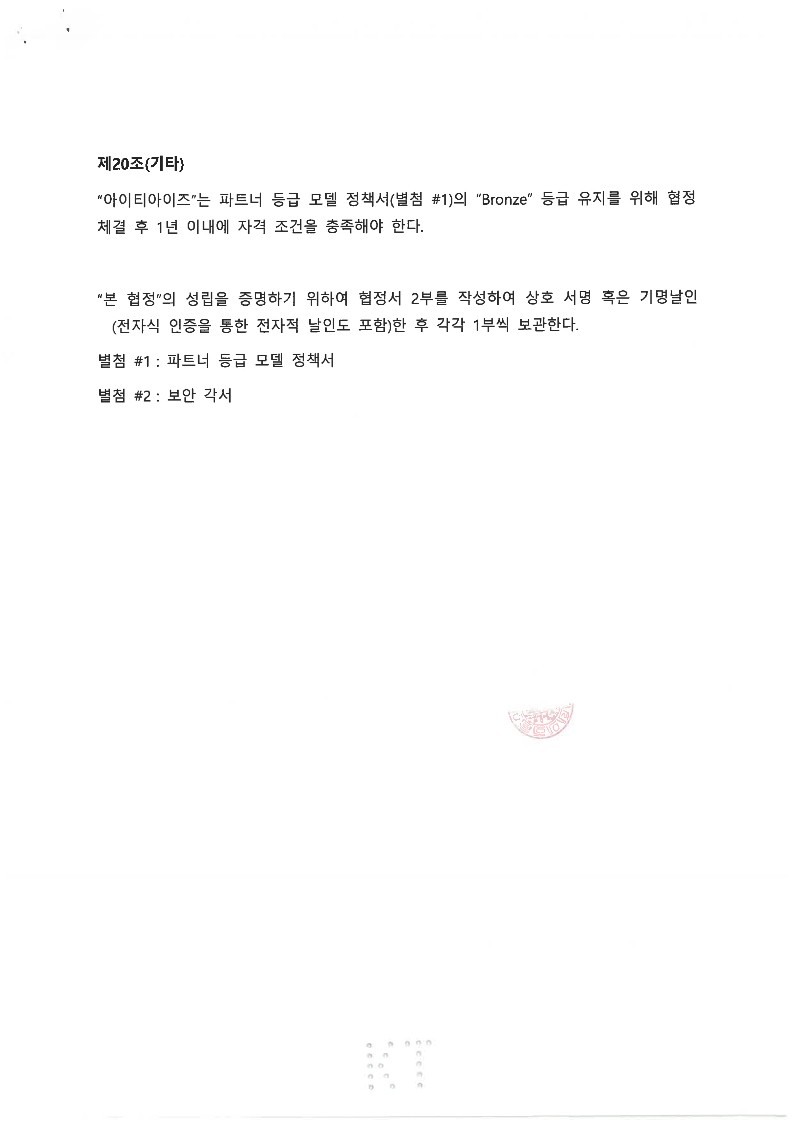 제20조(기타)
“아이티아이즈”는 파트너 등급 모델 정책서(별첨 #1)의 “Bronze” 등급 유지를 위해 협정
체결 후 1년 이내에 자격 조건을 충족해야 한다.
“본 협정”의 성립을 증명하기 위하여 협정서 2부를 작성하여 상호 서명 혹은 기명날인
(전자식 인증을 통한 전자적 날인도 포함)한 후 각각 1부씩 보관한다.
별첨 #1 : 파트너 등급 모델 정책서
별첨 #2 : 보안 각서
KT